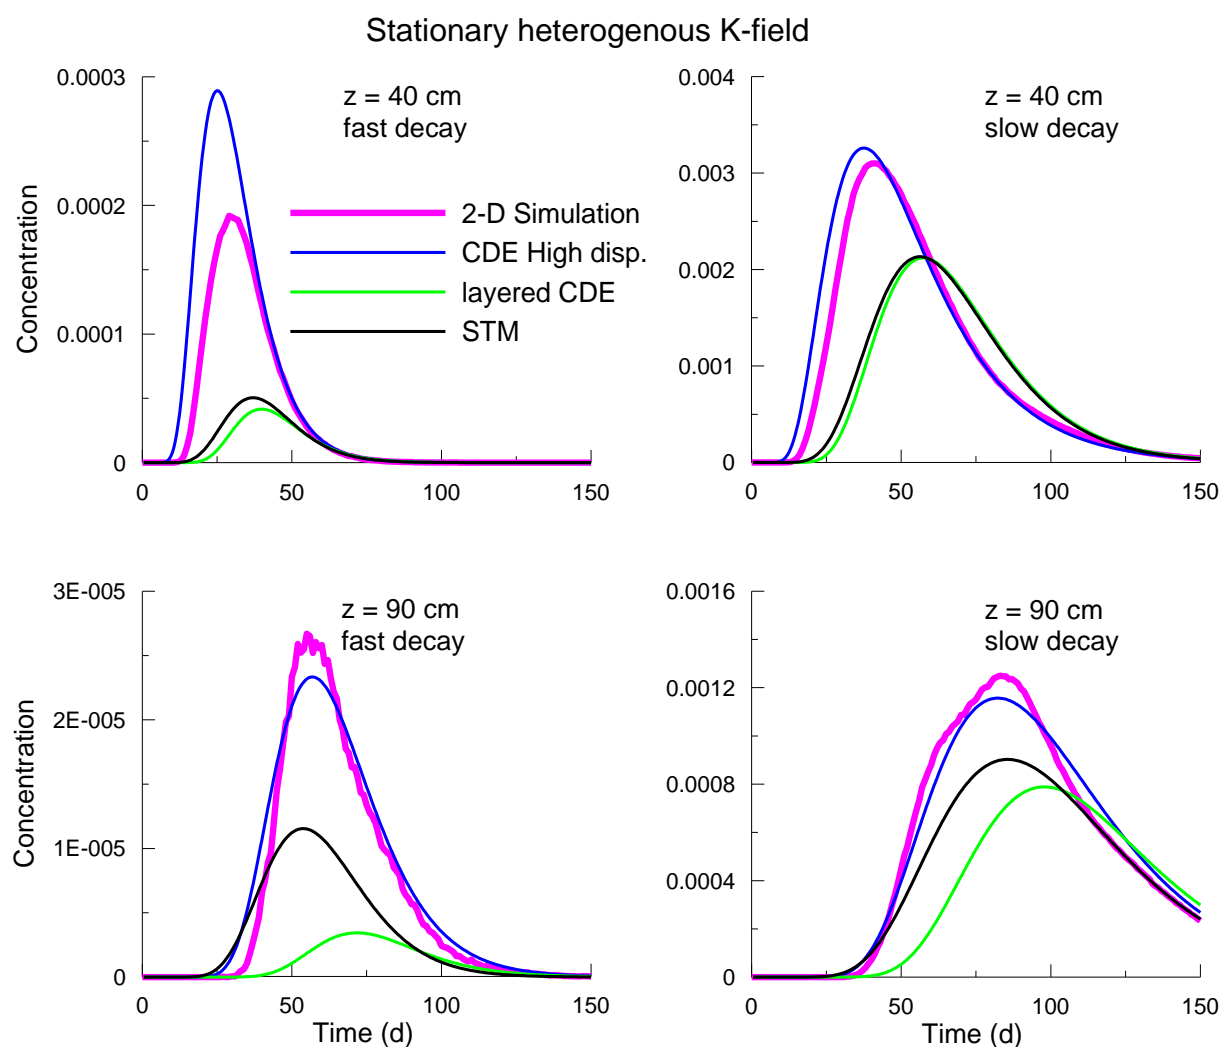 Stationary heterogenous K-field
0.0003
0.0002
0.0001
0
Concentration
z = 40 cm
fast decay
2-D Simulation
CDE High disp.
layered CDE
STM
0 50 100 150
0.004
0.003
0.002
0.001
0
z = 40 cm
slow decay
0 50 100 150
3E-005
2E-005
1E-005
0
Concentration
z = 90 cm
fast decay
0 50 100 150
Time (d)
0.0016
0.0012
0.0008
0.0004
0
z = 90 cm
slow decay
0 50 100 150
Time (d)